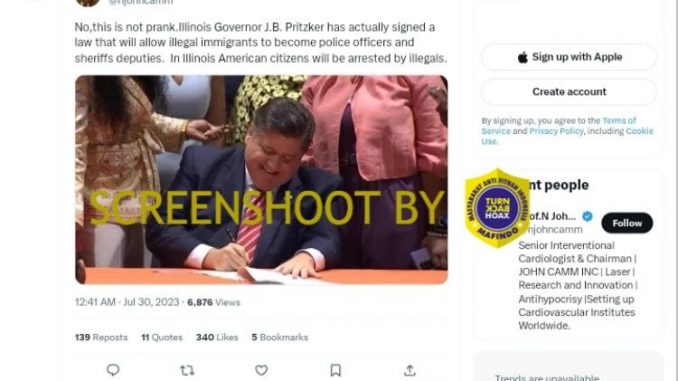 @njohncamm
No,this is not prank.Illinois Governor J.B. Pritzker has actually signed a
law that will allow illegal immigrants to become police officers and
sheriffs deputies. In Illinois American citizens will be arrested by illegals.
SCREENSHOOT BY
12:41 AM · Jul 30, 2023 · 6,876 Views
139 Reposts 11 Quotes 340 Likes 5 Bookmarks
Sign up with Apple
Create account
By signing up, you agree to the Terms of
Service and Privacy Policy, including Cookie
Use.
MASYARAKAT ANTI FITNAH INDONESIA
TURN
BACK
HOAX
MAFINDO
nt people
of.N Joh...
njohncamm
Follow
Senior Interventional
Cardiologist & Chairman |
JOHN CAMM INC | Laser |
Research and Innovation |
Antihypocrisy |Setting up
Cardiovascular Institutes
Worldwide.
Trends are unavailable.